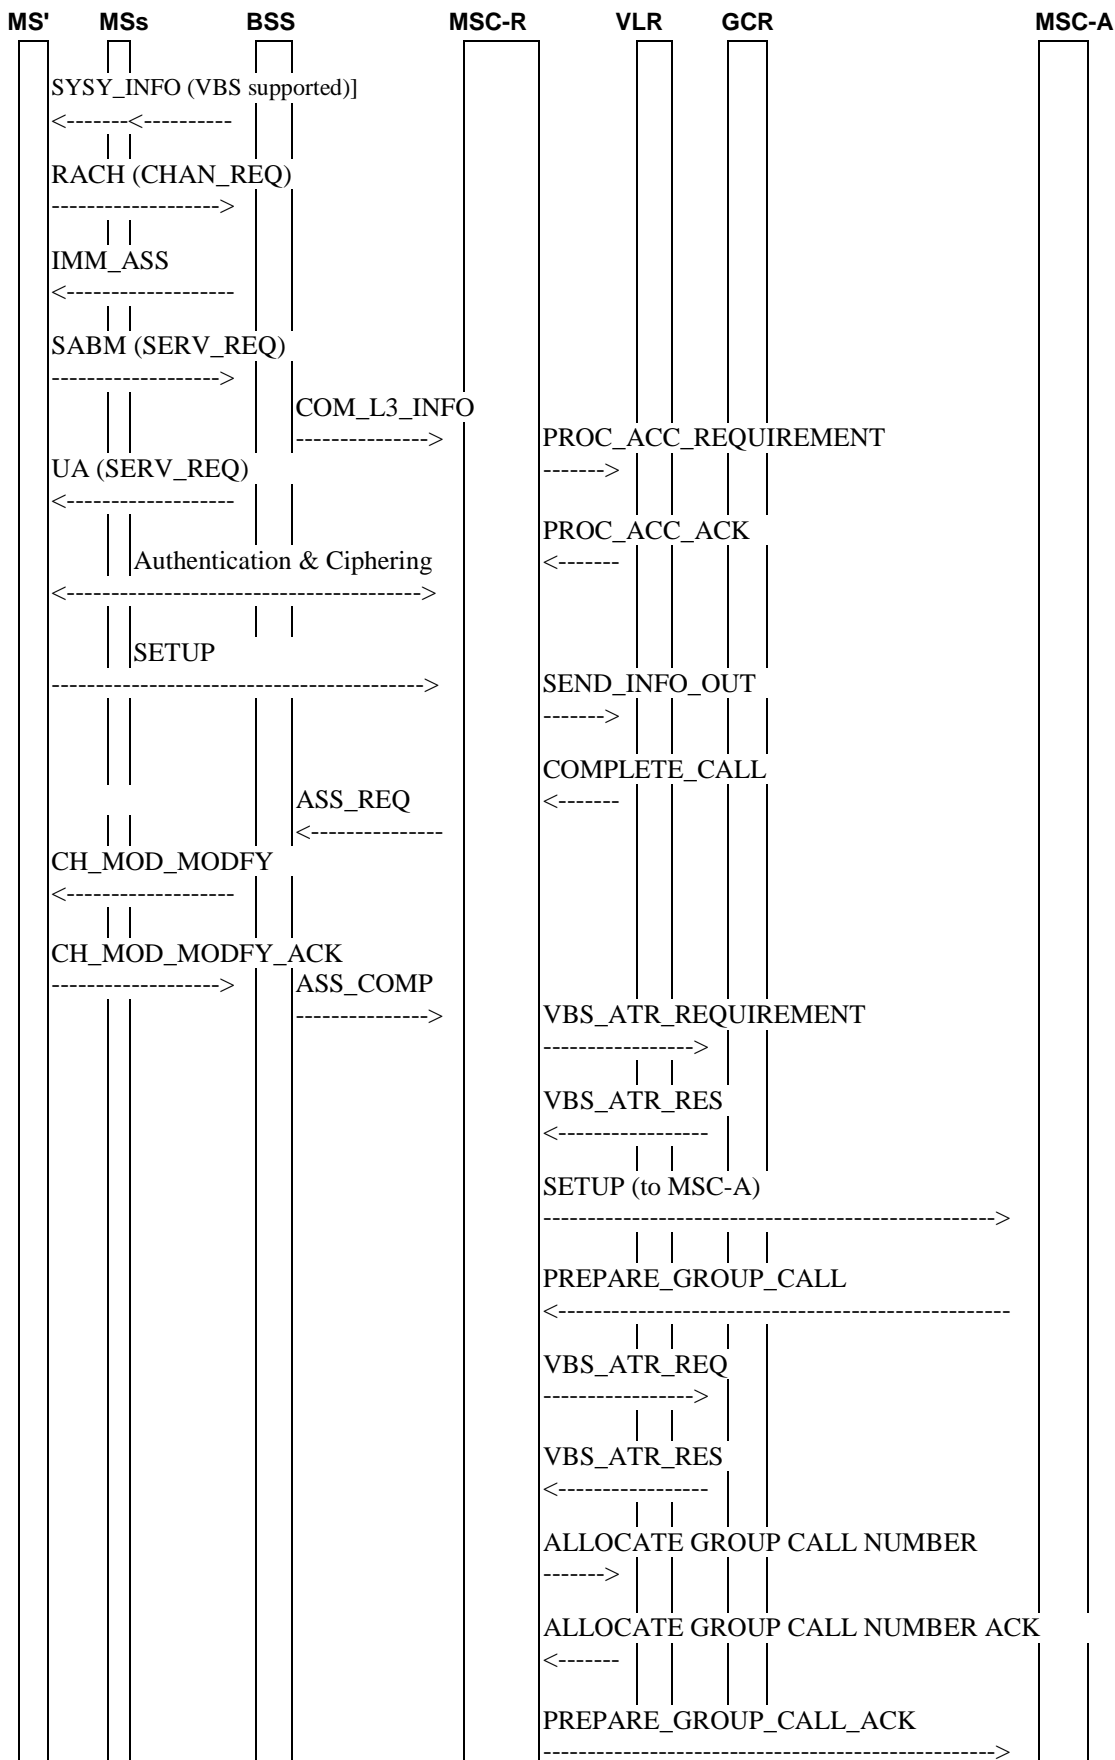 MS' MSs BSS MSC-R VLR GCR MSC-A
SYSY_INFO (VBS supported)]
<-------<----------
RACH (CHAN_REQ)
------------------->
IMM_ASS
<-------------------
SABM (SERV_REQ)
------------------->
COM_L3_INFO
---------------> PROC_ACC_REQUIREMENT
UA (SERV_REQ) ------->
<-------------------
PROC_ACC_ACK
Authentication & Ciphering <-------
<---------------------------------------->
SETUP
------------------------------------------> SEND_INFO_OUT
------->
COMPLETE_CALL
ASS_REQ <-------
<---------------
CH_MOD_MODFY
<-------------------
CH_MOD_MODFY_ACK
-------------------> ASS_COMP
---------------> VBS_ATR_REQUIREMENT
----------------->
VBS_ATR_RES
<-----------------
SETUP (to MSC-A)
--------------------------------------------------->
PREPARE_GROUP_CALL
<---------------------------------------------------
VBS_ATR_REQ
----------------->
VBS_ATR_RES
<-----------------
ALLOCATE GROUP CALL NUMBER
------->
ALLOCATE GROUP CALL NUMBER ACK
<-------
PREPARE_GROUP_CALL_ACK
--------------------------------------------------->